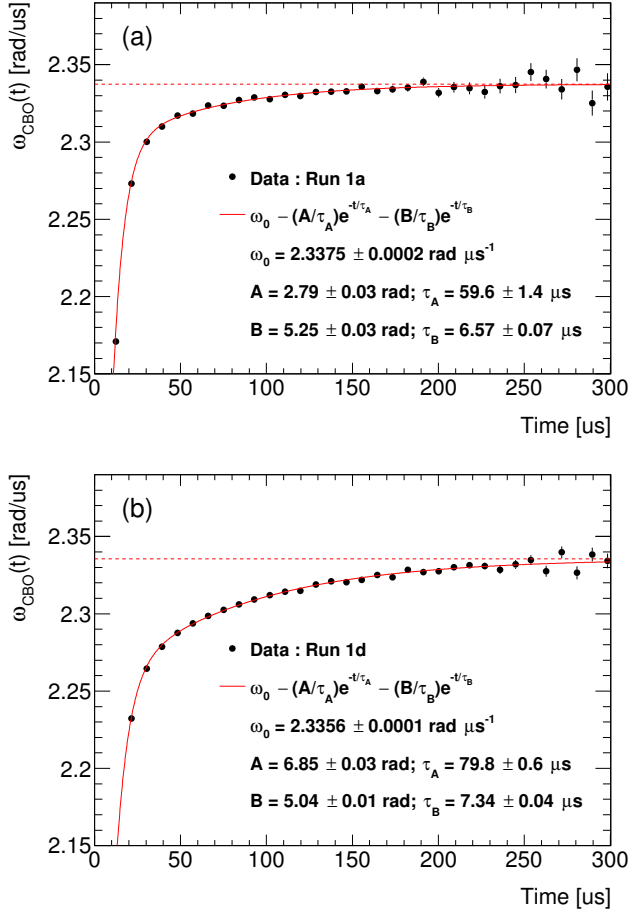 (a)
ω_CBO(t) [rad/us]
2.35
2.3
2.25
2.2
2.15
Data : Run 1a
ω₀ − (A/τ_A)e^(-t/τ_A) − (B/τ_B)e^(-t/τ_B)
ω₀ = 2.3375 ± 0.0002 rad μs⁻¹
A = 2.79 ± 0.03 rad; τ_A = 59.6 ± 1.4 μs
B = 5.25 ± 0.03 rad; τ_B = 6.57 ± 0.07 μs
0 50 100 150 200 250 300
Time [us]
(b)
ω_CBO(t) [rad/us]
2.35
2.3
2.25
2.2
2.15
Data : Run 1d
ω₀ − (A/τ_A)e^(-t/τ_A) − (B/τ_B)e^(-t/τ_B)
ω₀ = 2.3356 ± 0.0001 rad μs⁻¹
A = 6.85 ± 0.03 rad; τ_A = 79.8 ± 0.6 μs
B = 5.04 ± 0.01 rad; τ_B = 7.34 ± 0.04 μs
0 50 100 150 200 250 300
Time [us]